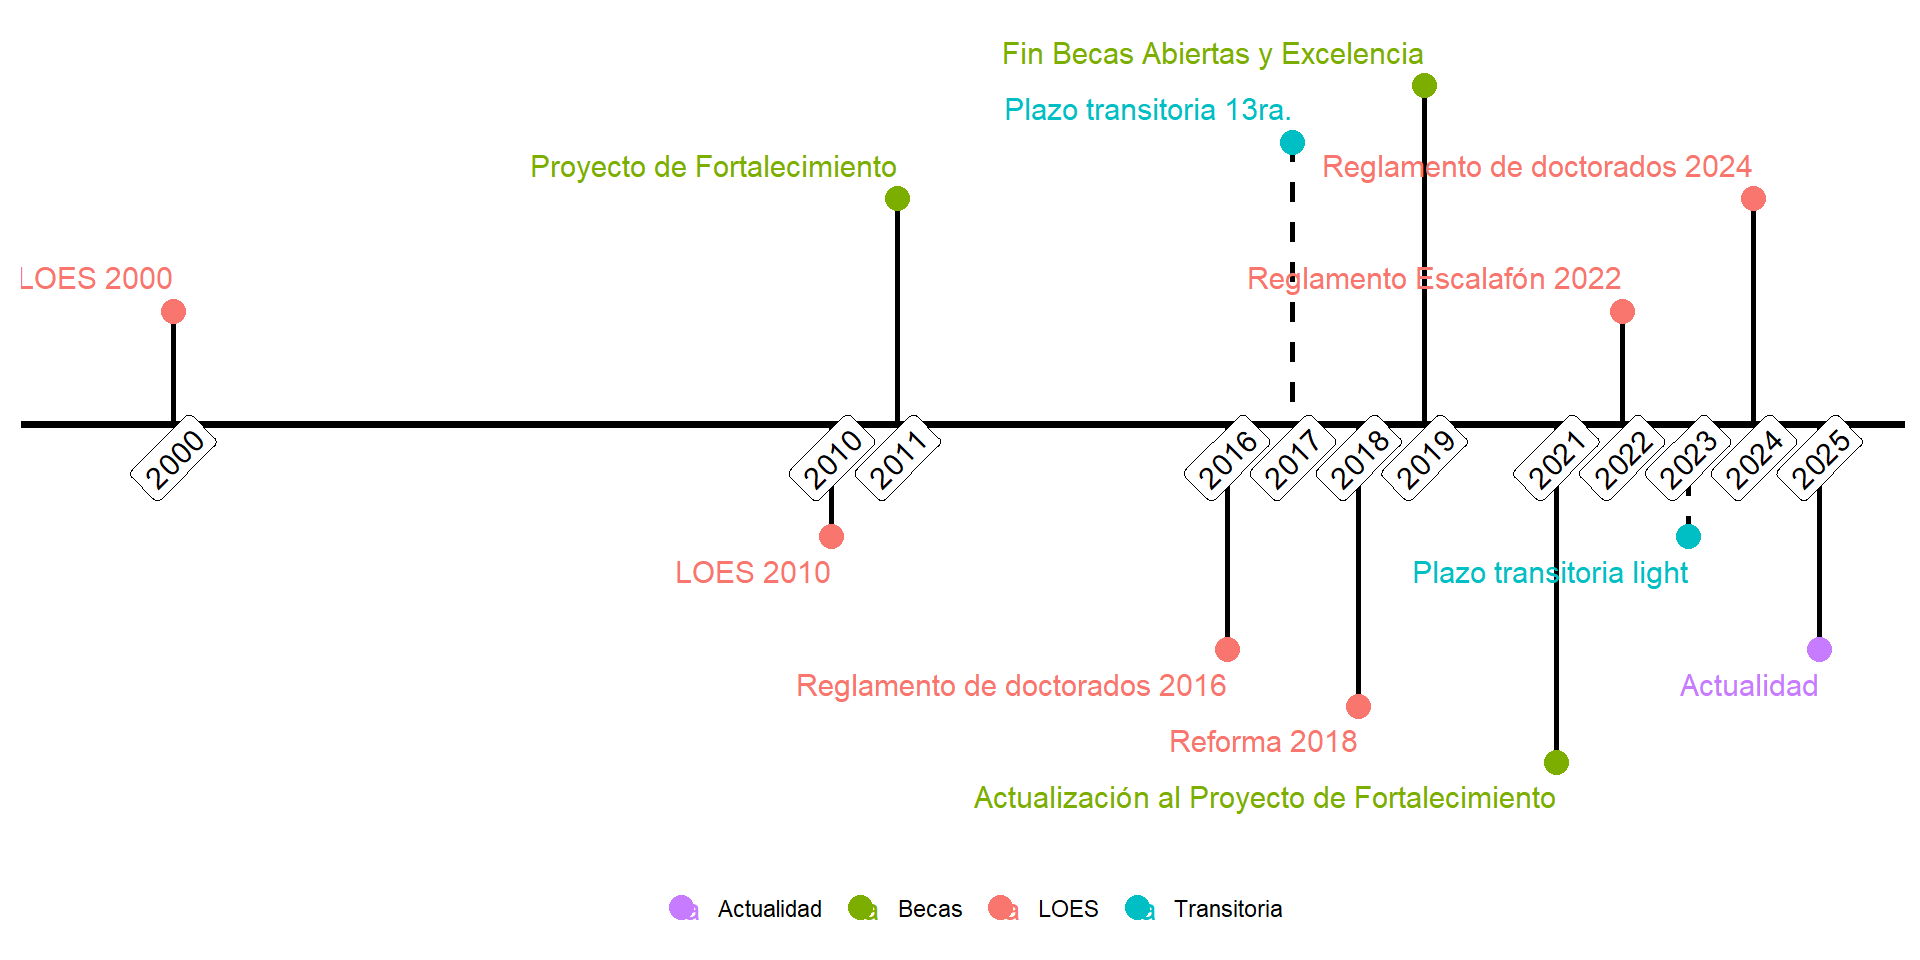 Fin Becas Abiertas y Excelencia
Plazo transitoria 13ra.
Proyecto de Fortalecimiento
Reglamento de doctorados 2024
LOES 2000
Reglamento Escalafón 2022
2000
2010
2011
2016
2017
2018
2019
2021
2022
2023
2024
2025
LOES 2010
Plazo transitoria light
Reglamento de doctorados 2016
Actualidad
Reforma 2018
Actualización al Proyecto de Fortalecimiento
a Actualidad a Becas a LOES a Transitoria